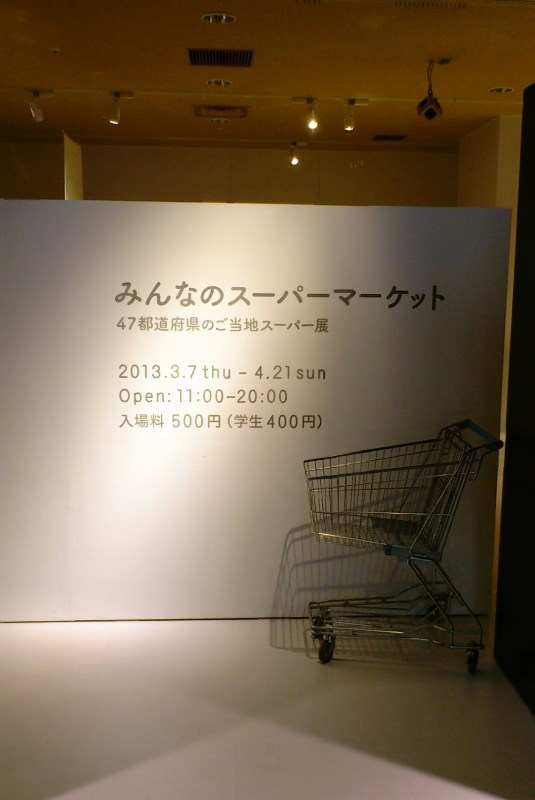 みんなのスーパーマーケット
47都道府県のご当地スーパー展
2013.3.7 thu – 4.21 sun
Open: 11:00–20:00
入場料 500円（学生400円）